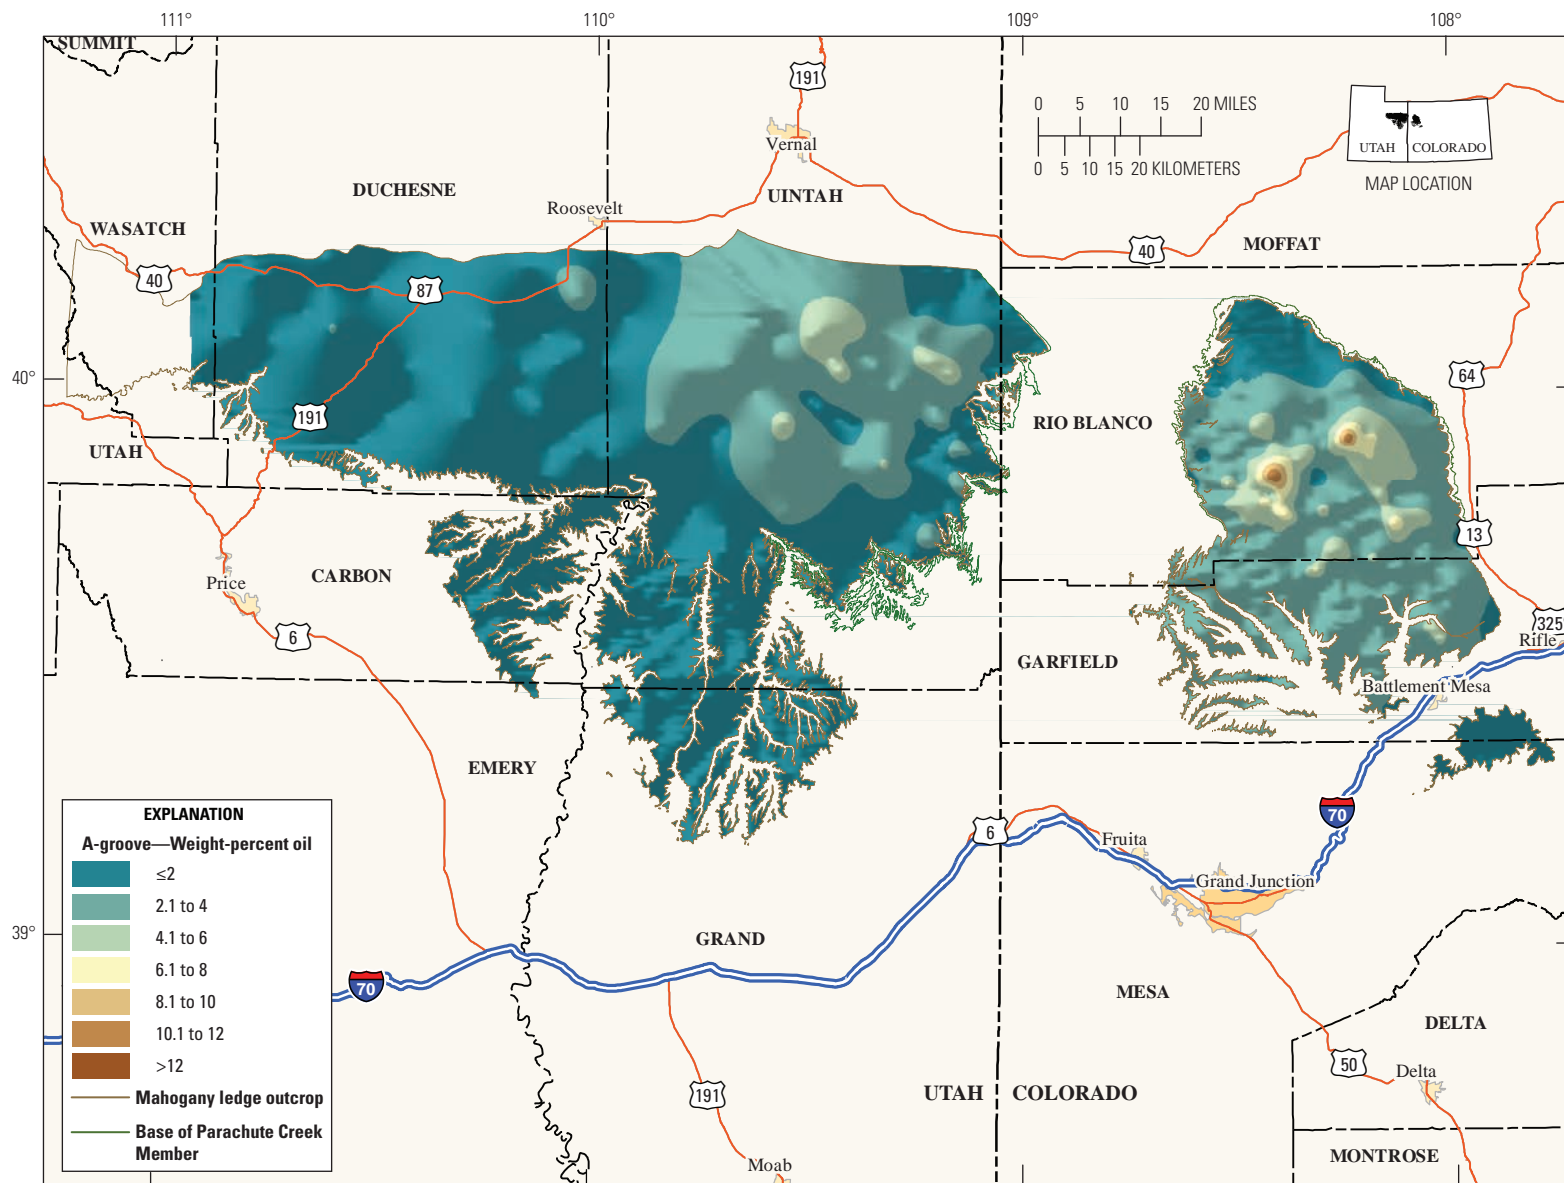 111°
110°
109°
108°
SUMMIT
191
0 5 10 15 20 MILES
0 5 10 15 20 KILOMETERS
UTAH COLORADO
MAP LOCATION
Vernal
DUCHESNE
UINTAH
Roosevelt
WASATCH
MOFFAT
40
40
87
40°
64
191
RIO BLANCO
UTAH
13
CARBON
Price
6
325
Rifle
GARFIELD
Battlement Mesa
EMERY
EXPLANATION
A-groove—Weight-percent oil
≤2
2.1 to 4
4.1 to 6
6.1 to 8
8.1 to 10
10.1 to 12
>12
Mahogany ledge outcrop
Base of Parachute Creek
Member
70
6
Fruita
Grand Junction
39°
GRAND
70
MESA
DELTA
50
Delta
191
UTAH
COLORADO
Moab
MONTROSE